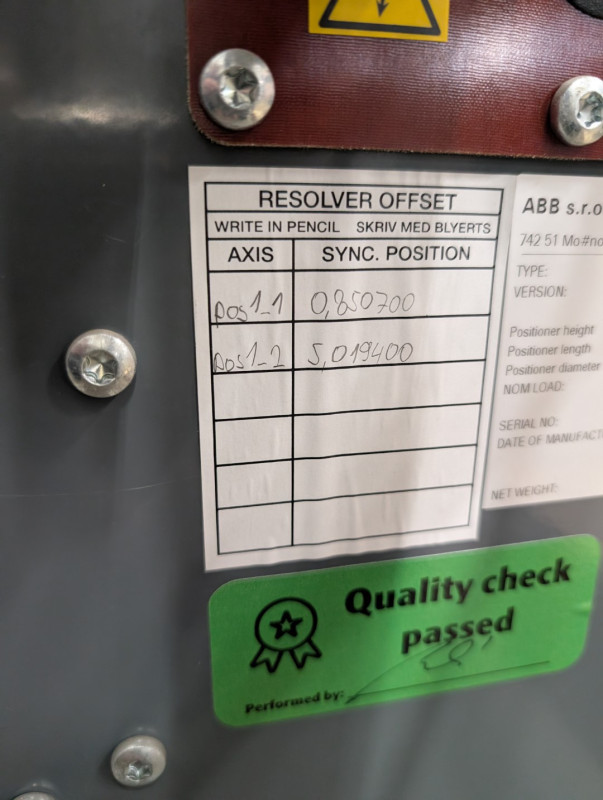 RESOLVER OFFSET
WRITE IN PENCIL SKRIV MED BLYERTS
AXIS SYNC. POSITION
pos1_1 0,850700
pos1_2 5,019400
ABB s.r.o
742 51 Mo#no
TYPE:
VERSION:
Positioner height
Positioner length
Positioner diameter
NOM LOAD:
SERIAL NO:
DATE OF MANUFACT
NET WEIGHT:
Quality check
passed
Performed by: